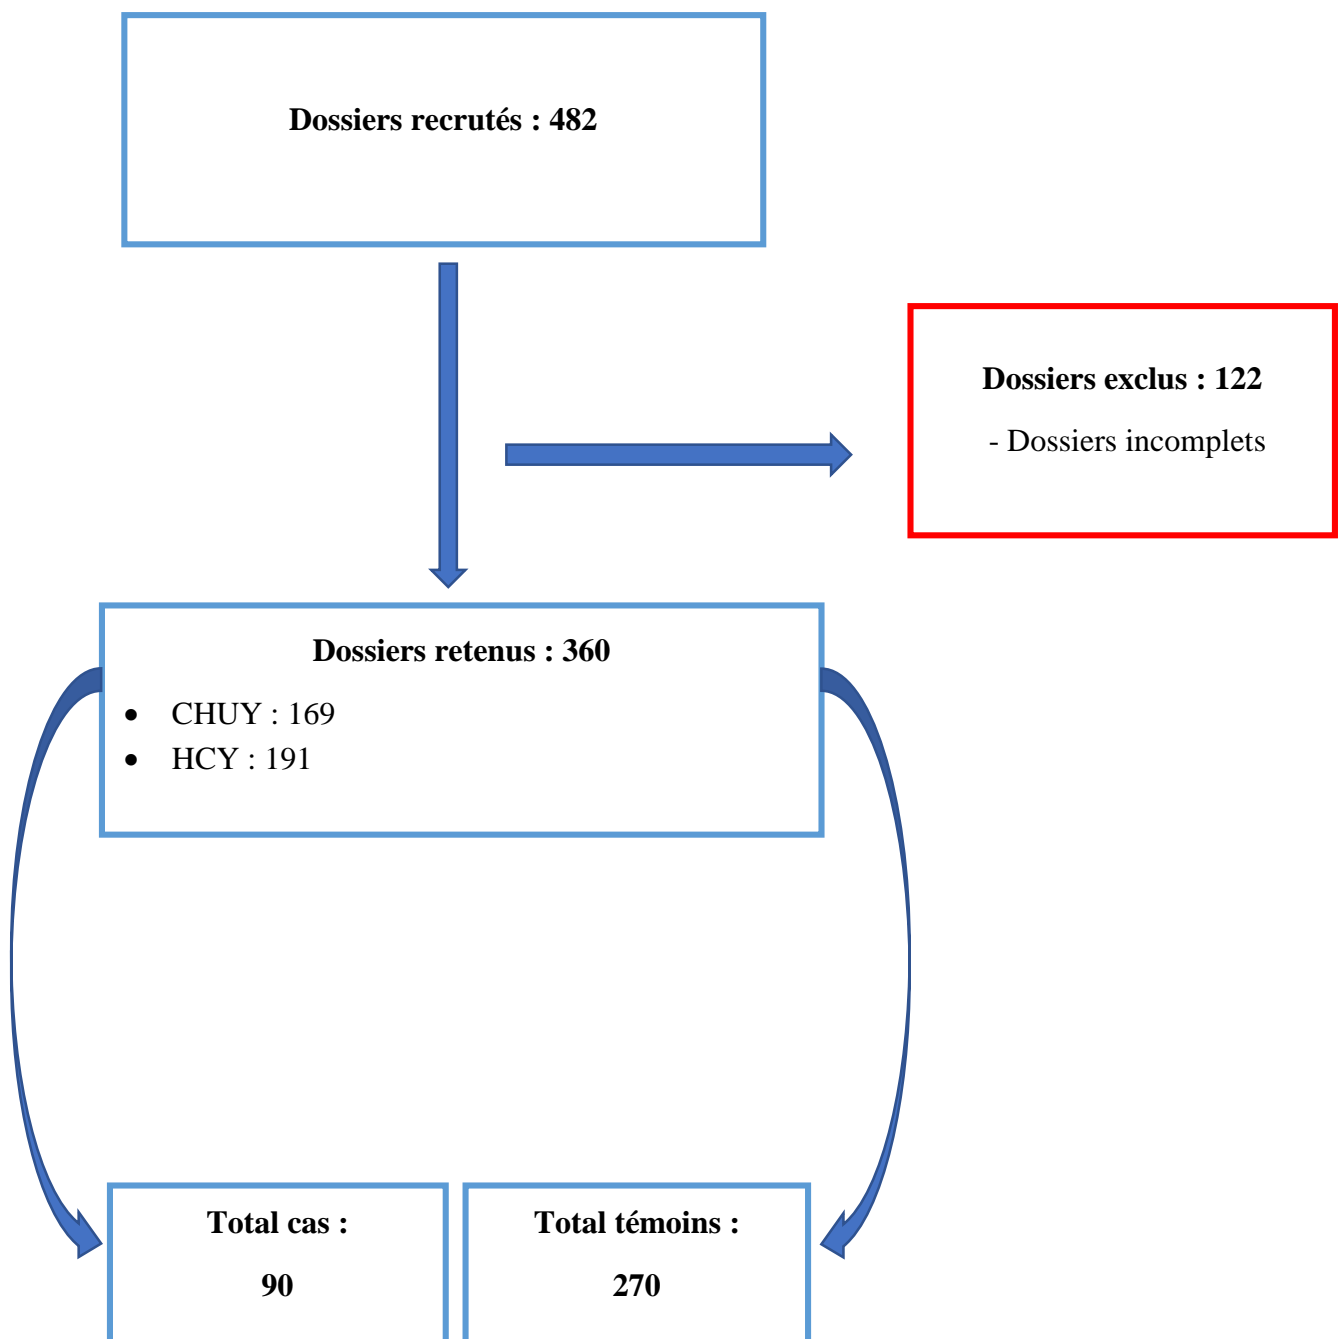 Dossiers recrutés : 482
Dossiers exclus : 122
- Dossiers incomplets
Dossiers retenus : 360
• CHUY : 169
• HCY : 191
Total cas :
90
Total témoins :
270